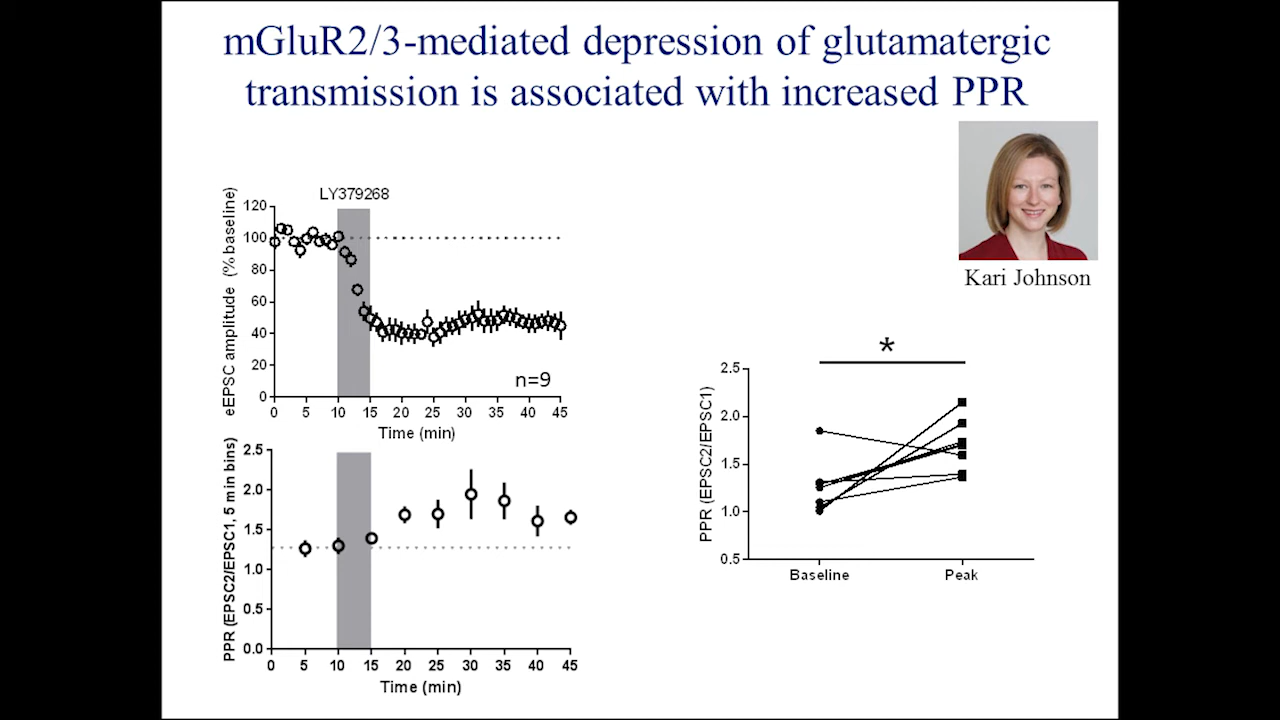 mGluR2/3-mediated depression of glutamatergic
transmission is associated with increased PPR
Kari Johnson
LY379268
eEPSC amplitude (% baseline)
120
100
80
60
40
20
0
n=9
0 5 10 15 20 25 30 35 40 45
Time (min)
PPR (EPSC2/EPSC1, 5 min bins)
2.5
2.0
1.5
1.0
0.5
0.0
0 5 10 15 20 25 30 35 40 45
Time (min)
*
PPR (EPSC2/EPSC1)
2.5
2.0
1.5
1.0
0.5
Baseline Peak